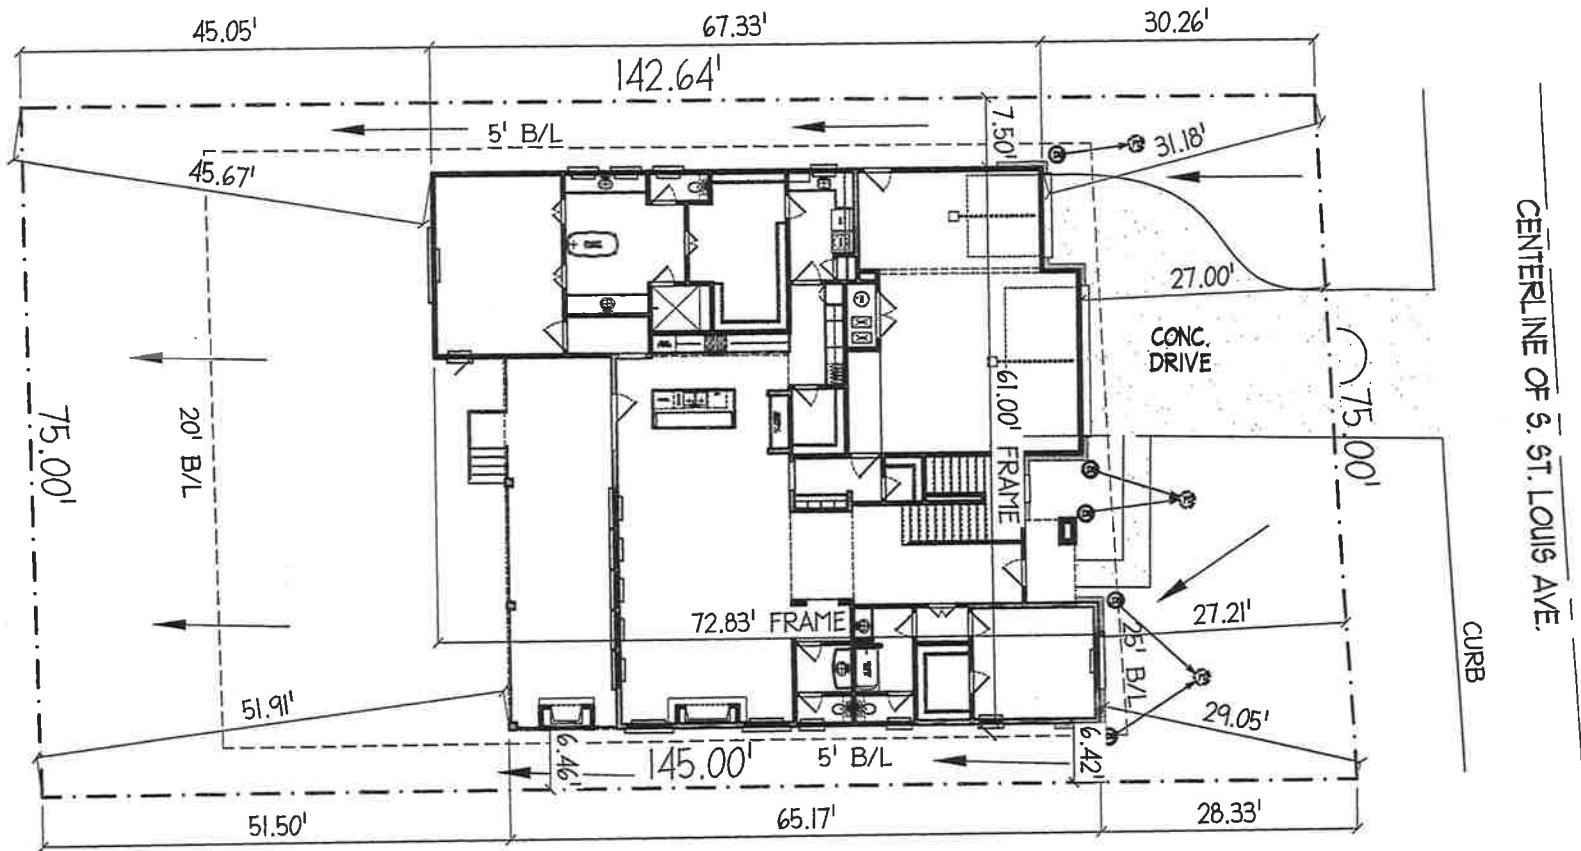 45.05'
67.33'
30.26'
142.64'
5' B/L
7.50'
31.18'
45.67'
27.00'
CONC.
DRIVE
CENTERLINE OF S. ST. LOUIS AVE.
75.00'
20' B/L
61.00' FRAME
75.00'
72.83' FRAME
27.21'
25' B/L
CURB
51.91'
29.05'
6.46'
145.00'
5' B/L
6.42'
51.50'
65.17'
28.33'